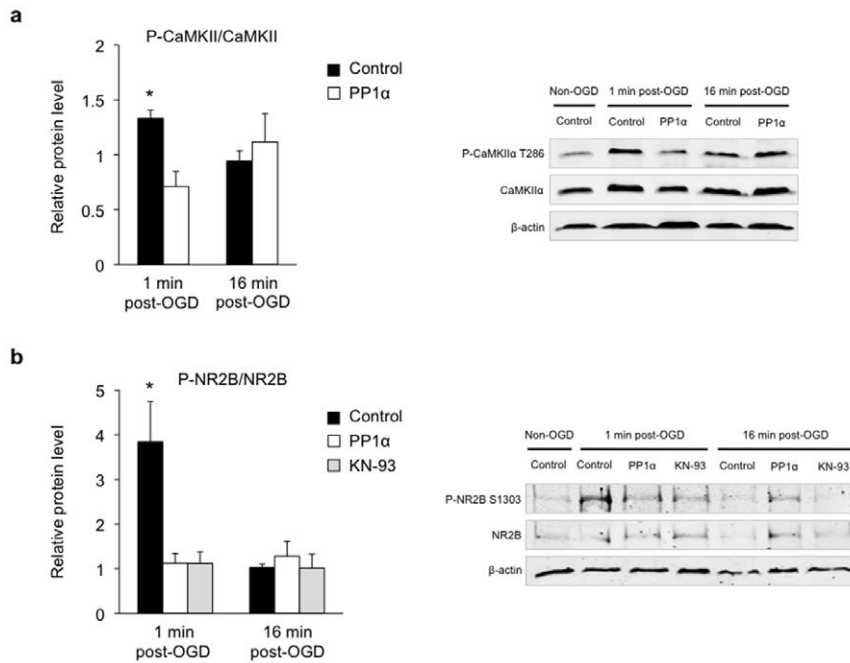 a
P-CaMKII/CaMKII
2
1.5
1
0.5
0
Relative protein level
*
1 min
post-OGD
16 min
post-OGD
Control
PP1α
Non-OGD 1 min post-OGD 16 min post-OGD
Control Control PP1α Control PP1α
P-CaMKIIα T286
CaMKIIα
β-actin
b
P-NR2B/NR2B
5
4
3
2
1
0
Relative protein level
*
1 min
post-OGD
16 min
post-OGD
Control
PP1α
KN-93
Non-OGD 1 min post-OGD 16 min post-OGD
Control Control PP1α KN-93 Control PP1α KN-93
P-NR2B S1303
NR2B
β-actin